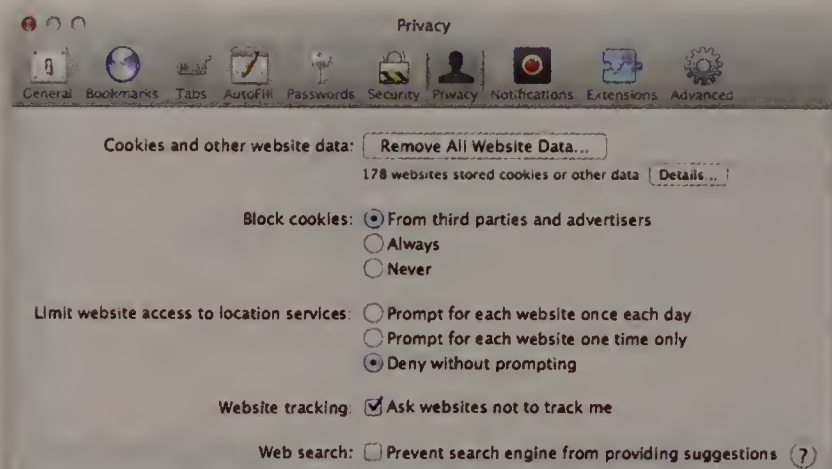 Privacy
General Bookmarks Tabs AutoFill Passwords Security Privacy Notifications Extensions Advanced
Cookies and other website data: Remove All Website Data...
178 websites stored cookies or other data Details...
Block cookies: From third parties and advertisers
Always
Never
Limit website access to location services: Prompt for each website once each day
Prompt for each website one time only
Deny without prompting
Website tracking: Ask websites not to track me
Web search: Prevent search engine from providing suggestions ?